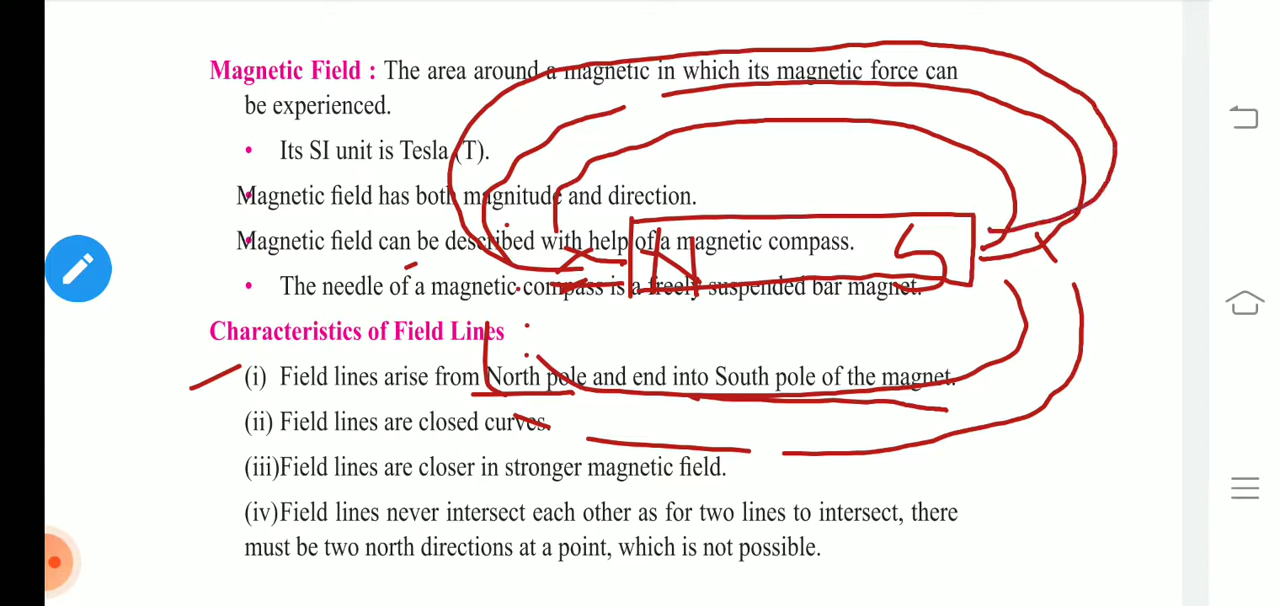 Magnetic Field : The area around a magnetic in which its magnetic force can
be experienced.
• Its SI unit is Tesla (T).
• Magnetic field has both magnitude and direction.
• Magnetic field can be described with help of a magnetic compass.
N S
• The needle of a magnetic compass is a freely suspended bar magnet.
Characteristics of Field Lines
(i) Field lines arise from North pole and end into South pole of the magnet.
(ii) Field lines are closed curves.
(iii)Field lines are closer in stronger magnetic field.
(iv)Field lines never intersect each other as for two lines to intersect, there
must be two north directions at a point, which is not possible.